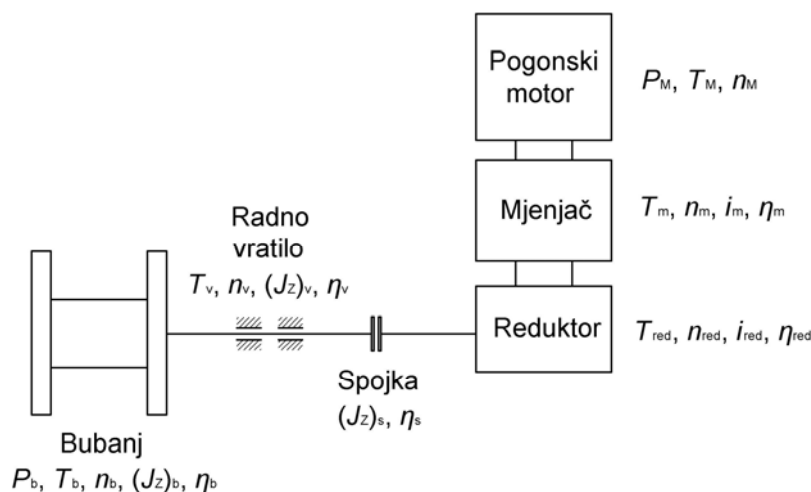 Pogonski
motor
P_M, T_M, n_M
Mjenjač
T_m, n_m, i_m, η_m
Radno
vratilo
T_v, n_v, (J_Z)_v, η_v
Reduktor
T_red, n_red, i_red, η_red
Spojka
(J_Z)_s, η_s
Bubanj
P_b, T_b, n_b, (J_Z)_b, η_b